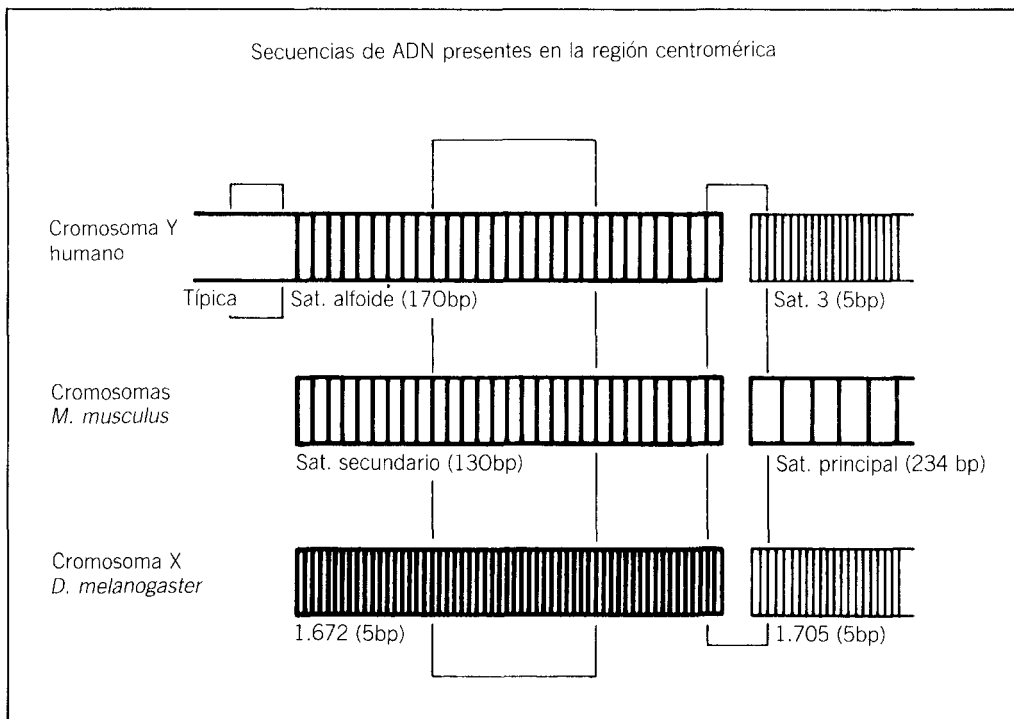 Secuencias de ADN presentes en la región centromérica
Cromosoma Y
humano
Típica
Sat. alfoide (170bp)
Sat. 3 (5bp)
Cromosomas
M. musculus
Sat. secundario (130bp)
Sat. principal (234 bp)
Cromosoma X
D. melanogaster
1.672 (5bp)
1.705 (5bp)